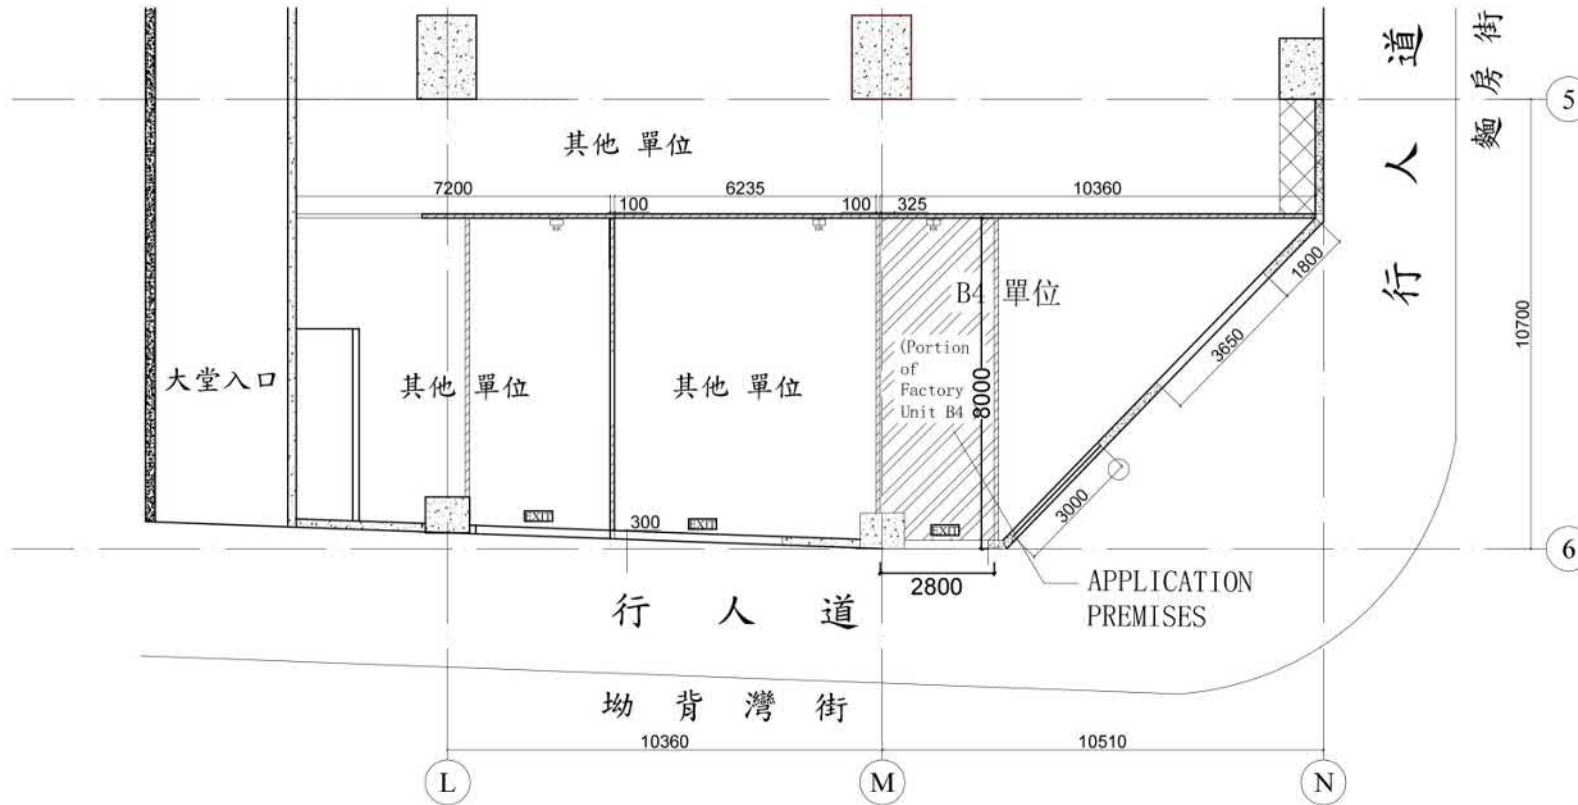 行人道
麵房街
5
其他 單位
7200
6235
10360
100
100
325
1800
B4 單位
3650
10700
(Portion
of
Factory
Unit B4
8000
大堂入口
其他 單位
其他 單位
行人道
3000
EXIT
300
EXIT
EXIT
6
2800
APPLICATION
PREMISES
行人道
坳背灣街
10360
10510
L
M
N